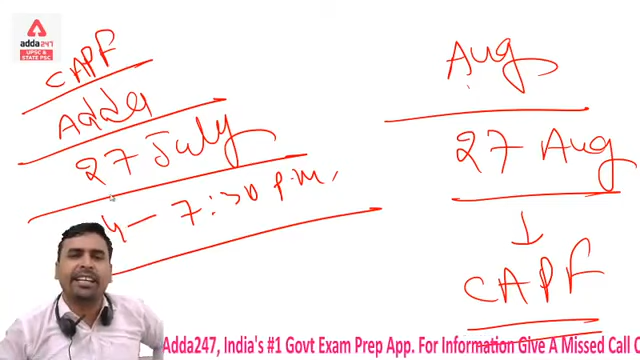 adda247
UPSC &
STATE PSC
CAPF
Adda
27 July
4 - 7:30 p.m.
Aug
27 Aug
↓
CAPF
Adda247, India's #1 Govt Exam Prep App. For Information Give A Missed Call O